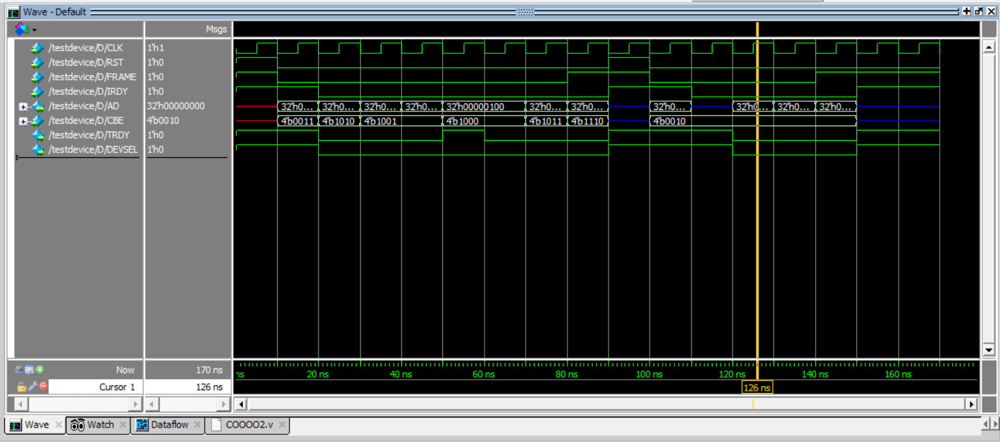 Wave - Default
Msgs
/testdevice/D/CLK 1'h1
/testdevice/D/RST 1'h0
/testdevice/D/FRAME 1'h0
/testdevice/D/IRDY 1'h0
/testdevice/D/AD 32'h00000000 32'h0... 32'h0... 32'h0... 32'h0... 32'h00000100 32'h0... 32'h0... 32'h0... 32'h0... 32'h0... 32'h0...
/testdevice/D/CBE 4'b0010 4'b0011 4'b1010 4'b1001 4'b1000 4'b1011 4'b1110 4'b0010
/testdevice/D/TRDY 1'h0
/testdevice/D/DEVSEL 1'h0
Now 170 ns ns 20 ns 40 ns 60 ns 80 ns 100 ns 120 ns 140 ns 160 ns
Cursor 1 126 ns 126 ns
Wave Watch Dataflow COOOO2.v